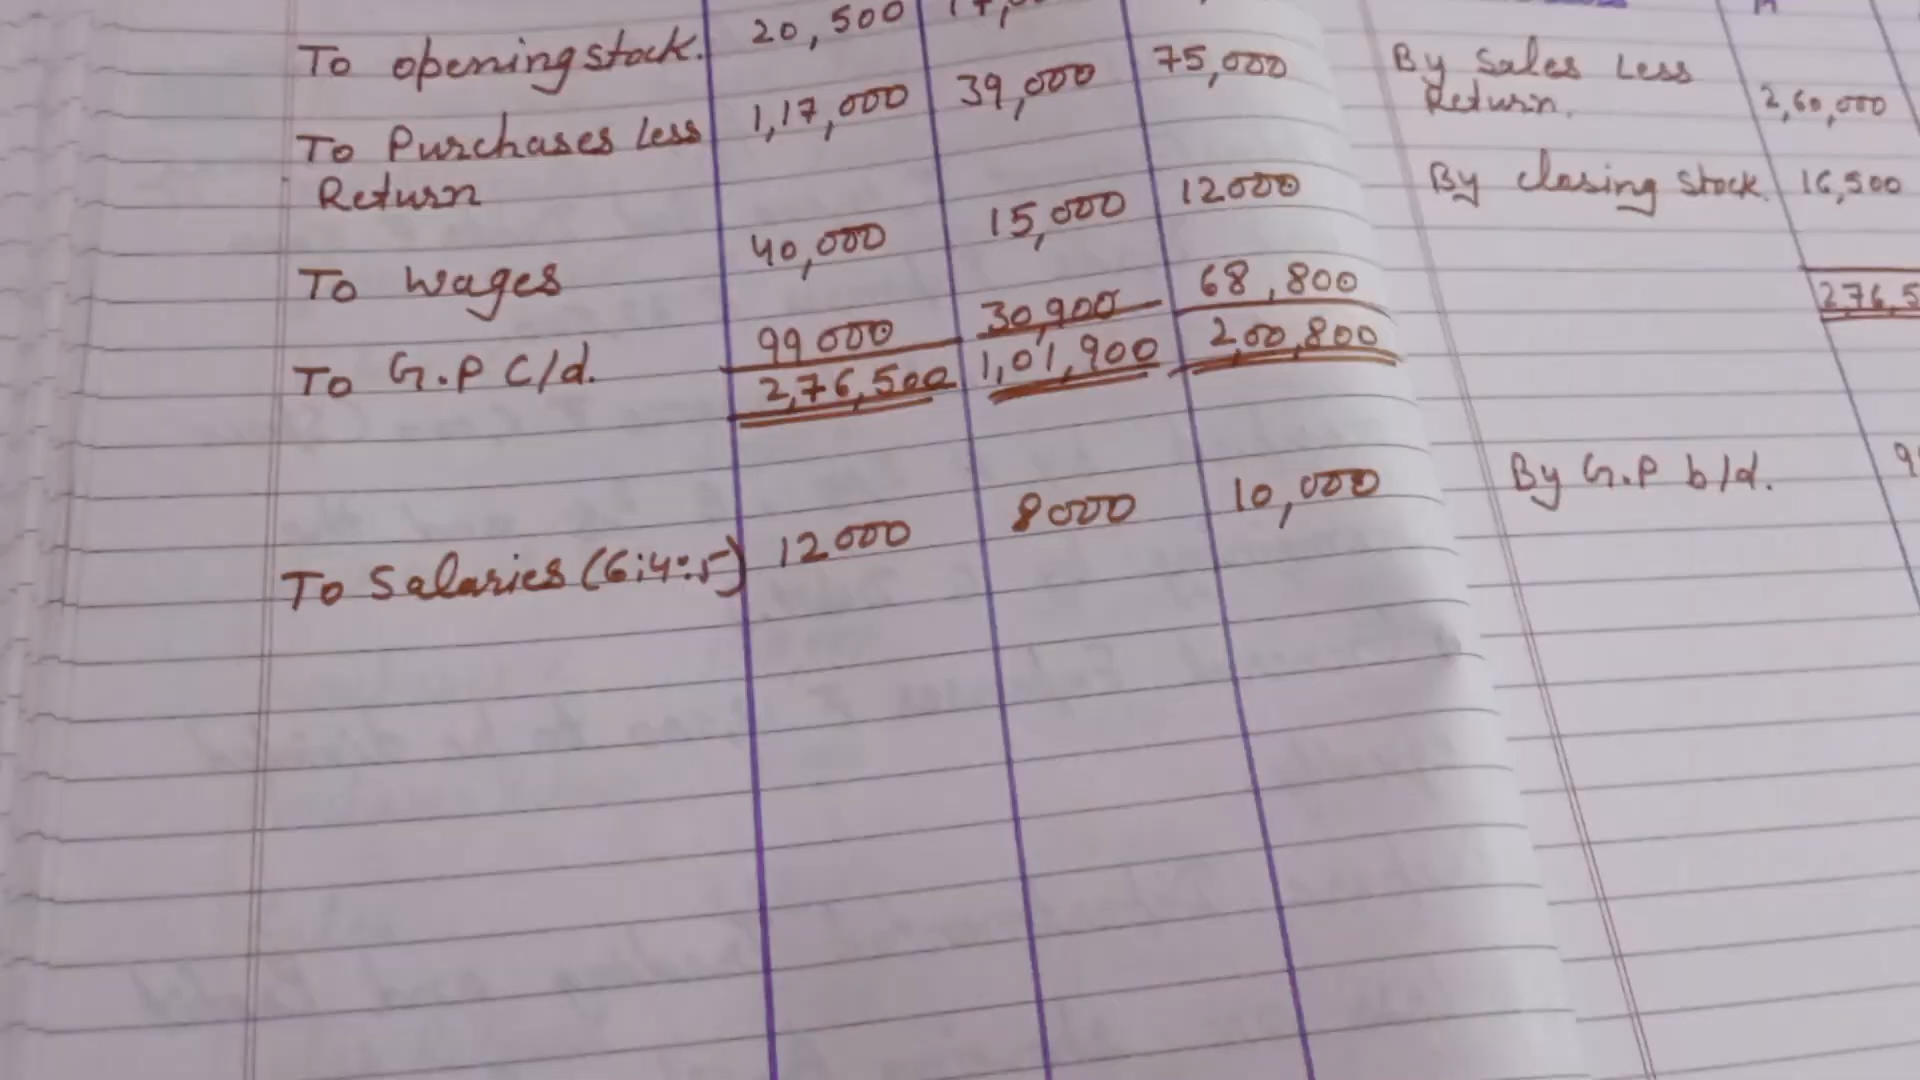 To opening stock. 20,500
To Purchases Less 1,17,000 39,000 75,000
Return
To wages 40,000 15,000 12000
To G.P C/d. 99000 30,900 68,800
2,76,500 1,01,900 2,00,800
To Salaries (6:4:5) 12000 8000 10,000
By Sales Less
Return. 2,60,000
By closing stock. 16,500
276,5
By G.P b/d. 9